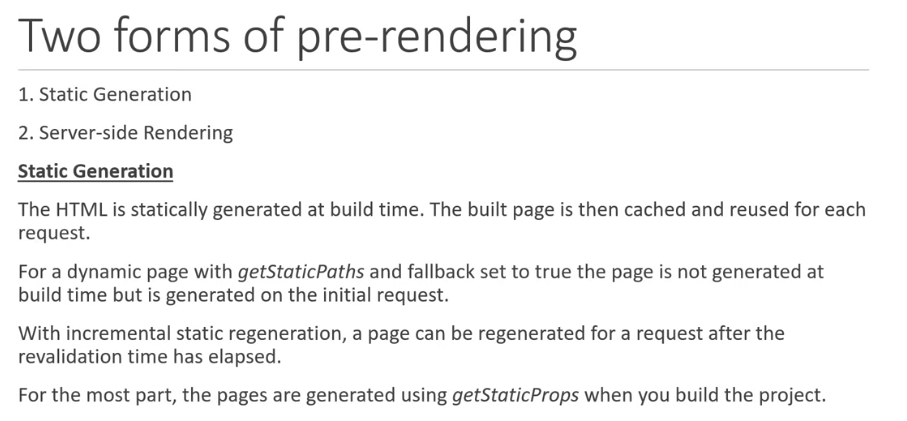 Two forms of pre-rendering
1. Static Generation
2. Server-side Rendering
Static Generation
The HTML is statically generated at build time. The built page is then cached and reused for each
request.
For a dynamic page with getStaticPaths and fallback set to true the page is not generated at
build time but is generated on the initial request.
With incremental static regeneration, a page can be regenerated for a request after the
revalidation time has elapsed.
For the most part, the pages are generated using getStaticProps when you build the project.